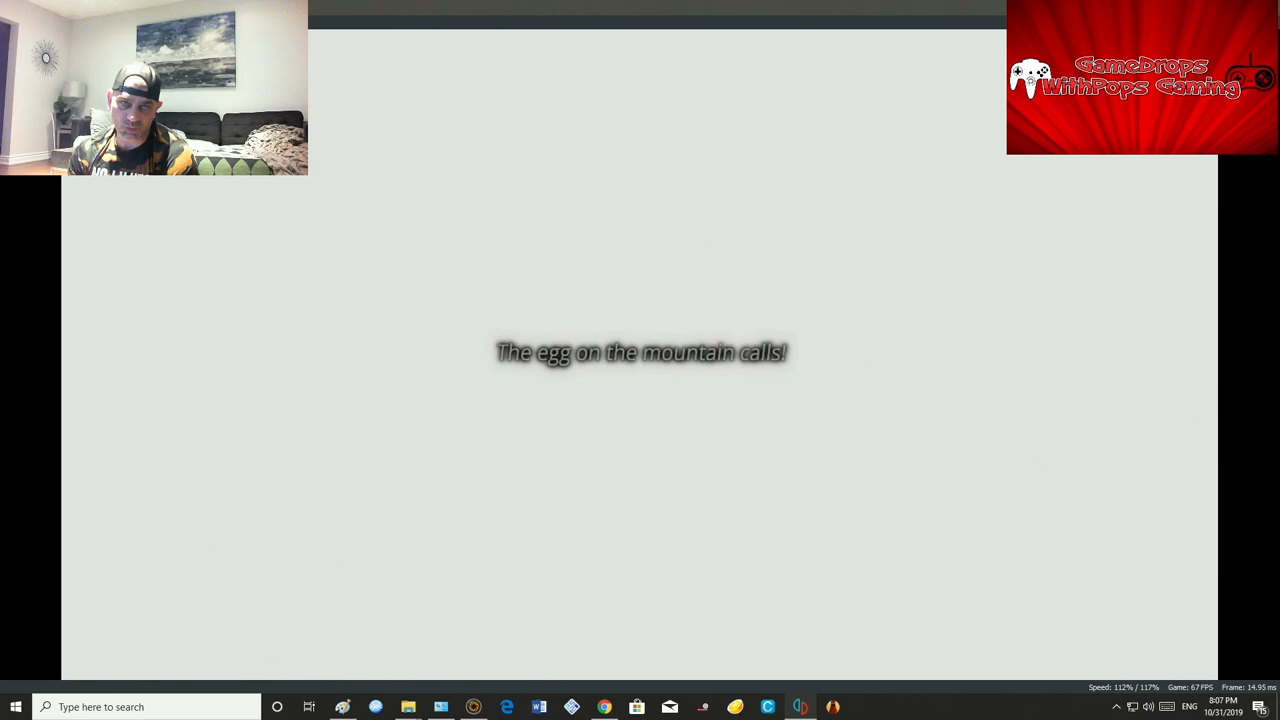 GameDrops
WithPops Gaming
The egg on the mountain calls!
Speed: 112% / 117% Game: 67 FPS Frame: 14.95 ms
Type here to search
ENG
8:07 PM
10/31/2019
15